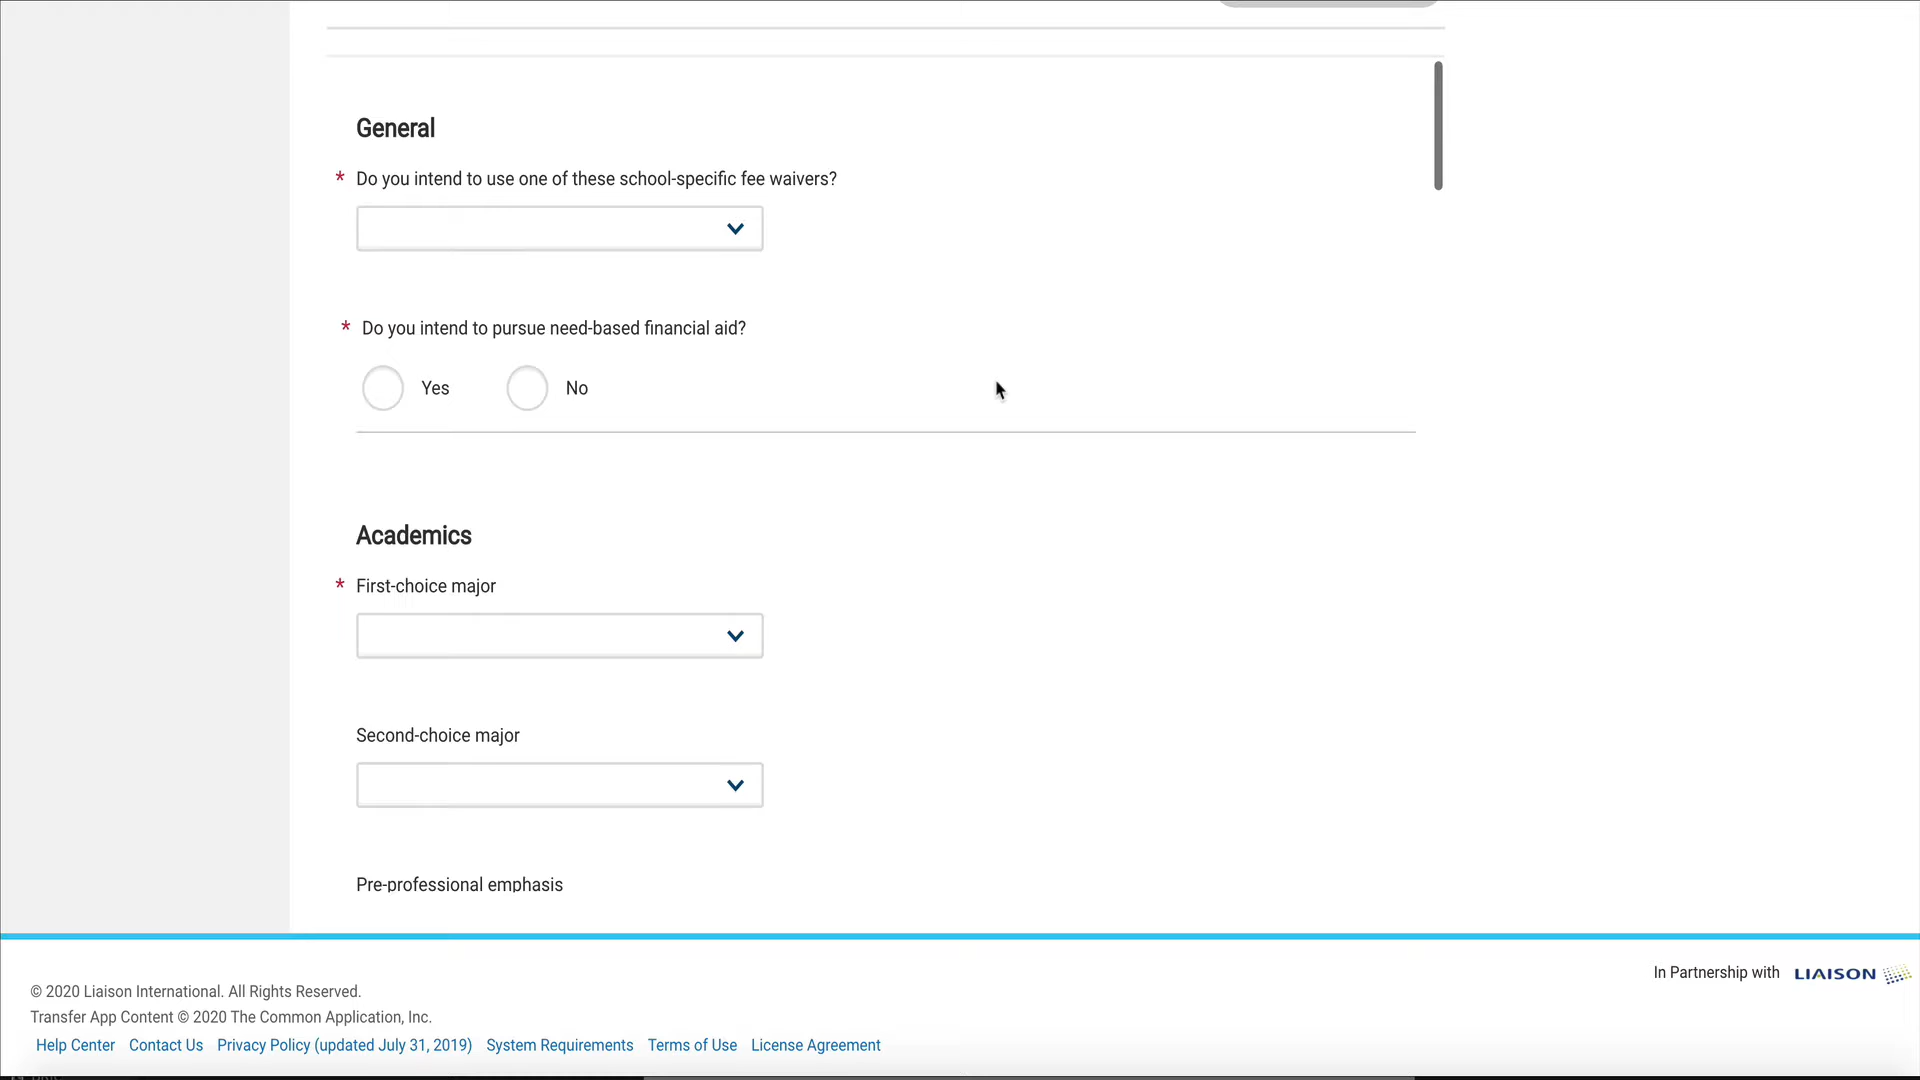 General
* Do you intend to use one of these school-specific fee waivers?
* Do you intend to pursue need-based financial aid?
Yes No
Academics
* First-choice major
Second-choice major
Pre-professional emphasis
In Partnership with LIAISON
© 2020 Liaison International. All Rights Reserved.
Transfer App Content © 2020 The Common Application, Inc.
Help Center Contact Us Privacy Policy (updated July 31, 2019) System Requirements Terms of Use License Agreement